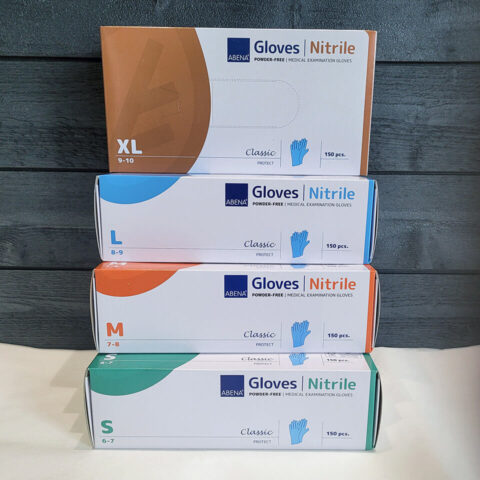 ABENA
Gloves | Nitrile
POWDER-FREE | MEDICAL EXAMINATION GLOVES
XL
9-10
Classic
PROTECT
150 pcs.
ABENA
Gloves | Nitrile
POWDER-FREE | MEDICAL EXAMINATION GLOVES
L
8-9
Classic
PROTECT
150 pcs.
ABENA
Gloves | Nitrile
POWDER-FREE | MEDICAL EXAMINATION GLOVES
M
7-8
Classic
PROTECT
150 pcs.
S
ABENA
Gloves | Nitrile
POWDER-FREE | MEDICAL EXAMINATION GLOVES
S
6-7
Classic
PROTECT
150 pcs.